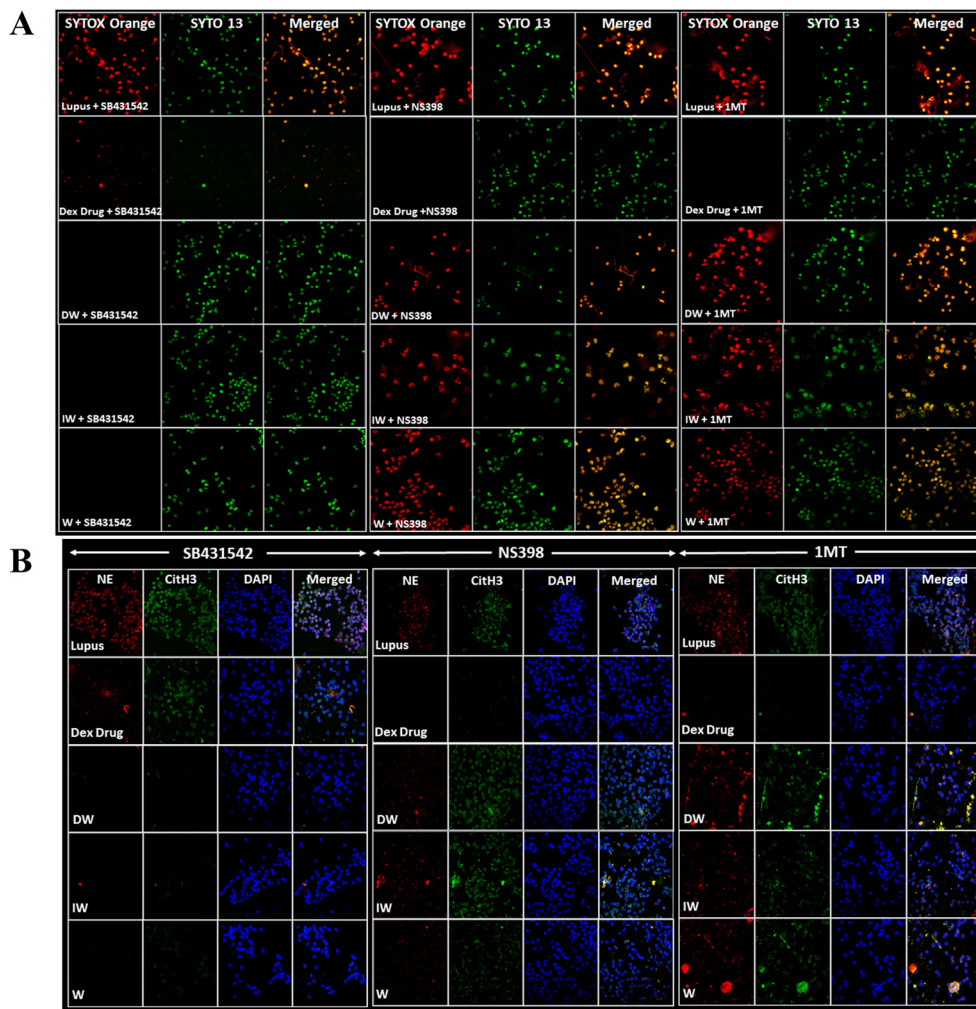 A
SYTOX Orange SYTO 13 Merged SYTOX Orange SYTO 13 Merged SYTOX Orange SYTO 13 Merged
Lupus + SB431542 Lupus + NS398 Lupus + 1MT
Dex Drug + SB431542 Dex Drug +NS398 Dex Drug + 1MT
DW + SB431542 DW + NS398 DW + 1MT
IW + SB431542 IW + NS398 IW + 1MT
W + SB431542 W + NS398 W + 1MT
B
SB431542 NS398 1MT
NE CitH3 DAPI Merged NE CitH3 DAPI Merged NE CitH3 DAPI Merged
Lupus Lupus Lupus
Dex Drug Dex Drug Dex Drug
DW DW DW
IW IW IW
W W W